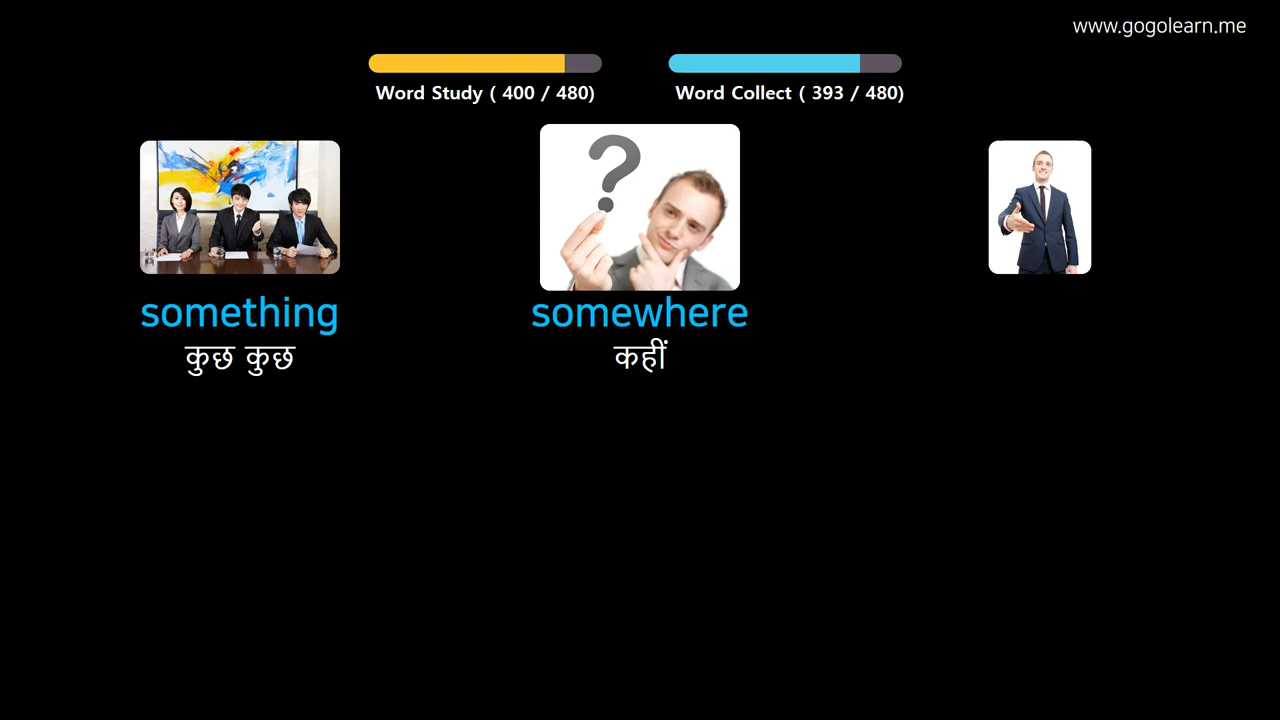 www.gogolearn.me
Word Study ( 400 / 480)
Word Collect ( 393 / 480)
something
somewhere
कुछ कुछ
कहीं